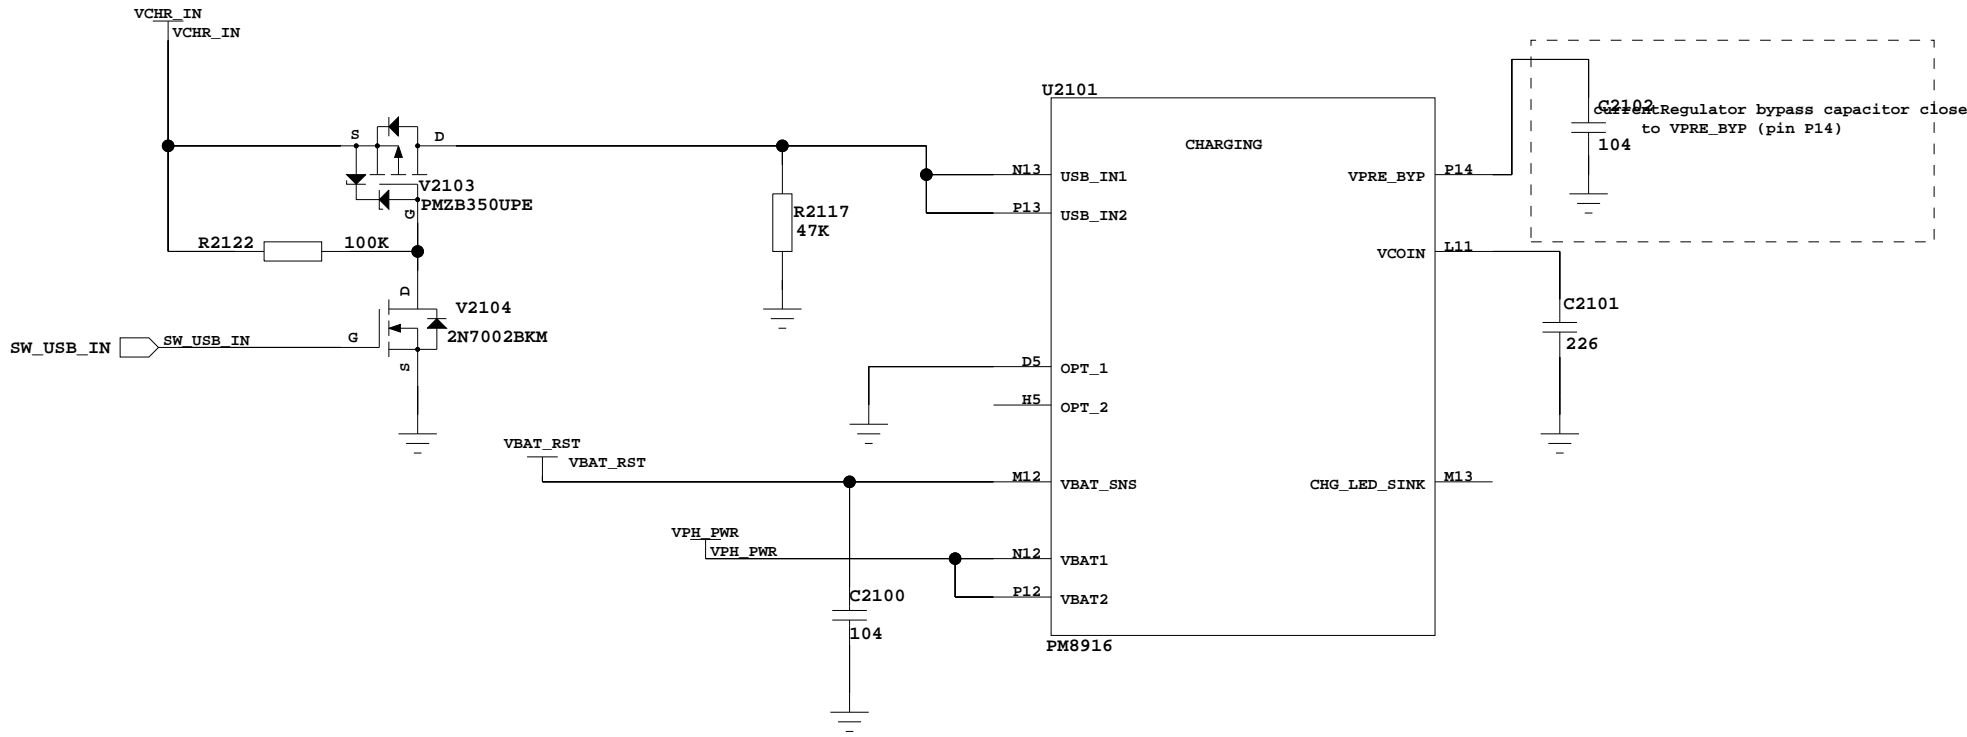 VCHR_IN
VCHR_IN
U2101
C2102
currentRegulator bypass capacitor close
to VPRE_BYP (pin P14)
104
S
D
CHARGING
N13
USB_IN1
VPRE_BYP
P14
V2103
PMZB350UPE
G
R2117
47K
P13
USB_IN2
R2122
100K
VCOIN
L11
D
V2104
2N7002BKM
C2101
226
SW_USB_IN
SW_USB_IN
G
S
D5
OPT_1
H5
OPT_2
VBAT_RST
VBAT_RST
M12
VBAT_SNS
CHG_LED_SINK
M13
VPH_PWR
VPH_PWR
N12
VBAT1
P12
VBAT2
C2100
104
PM8916